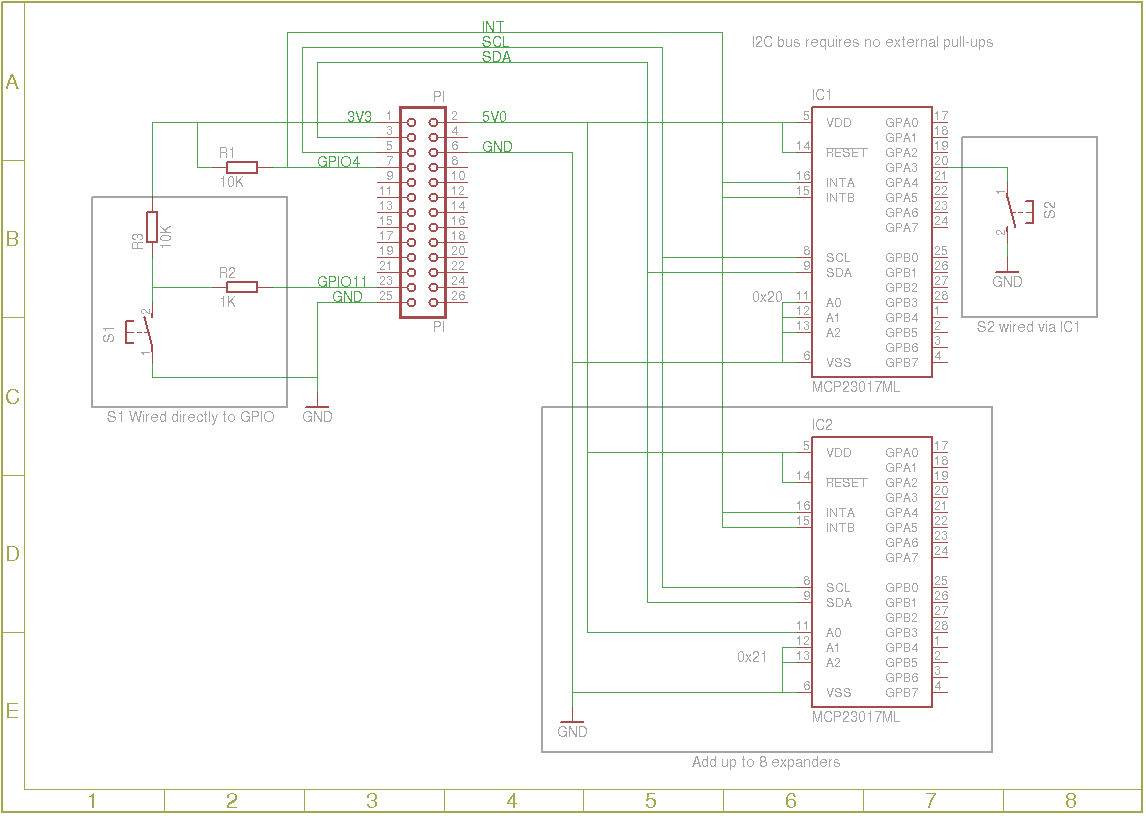 INT
SCL
SDA
I2C bus requires no external pull-ups
A
PI
3V3
1
2
5V0
3
4
5
6
GND
GPIO4
7
8
9
10
11
12
13
14
15
16
17
18
19
20
21
22
GPIO11
23
24
GND
25
26
PI
R1
10K
R3
10K
R2
1K
S1
2
1
S1 Wired directly to GPIO
GND
B
C
D
E
IC1
5 VDD GPA0 17
GPA1 18
14 RESET GPA2 19
GPA3 20
16 INTA GPA4 21
15 INTB GPA5 22
GPA6 23
GPA7 24
8 SCL GPB0 25
9 SDA GPB1 26
GPB2 27
0x20 11 A0 GPB3 28
12 A1 GPB4 1
13 A2 GPB5 2
GPB6 3
6 VSS GPB7 4
MCP23017ML
1
S2
2
GND
S2 wired via IC1
IC2
5 VDD GPA0 17
GPA1 18
14 RESET GPA2 19
GPA3 20
16 INTA GPA4 21
15 INTB GPA5 22
GPA6 23
GPA7 24
8 SCL GPB0 25
9 SDA GPB1 26
GPB2 27
11 A0 GPB3 28
12 A1 GPB4 1
0x21 13 A2 GPB5 2
GPB6 3
6 VSS GPB7 4
MCP23017ML
GND
Add up to 8 expanders
1 2 3 4 5 6 7 8